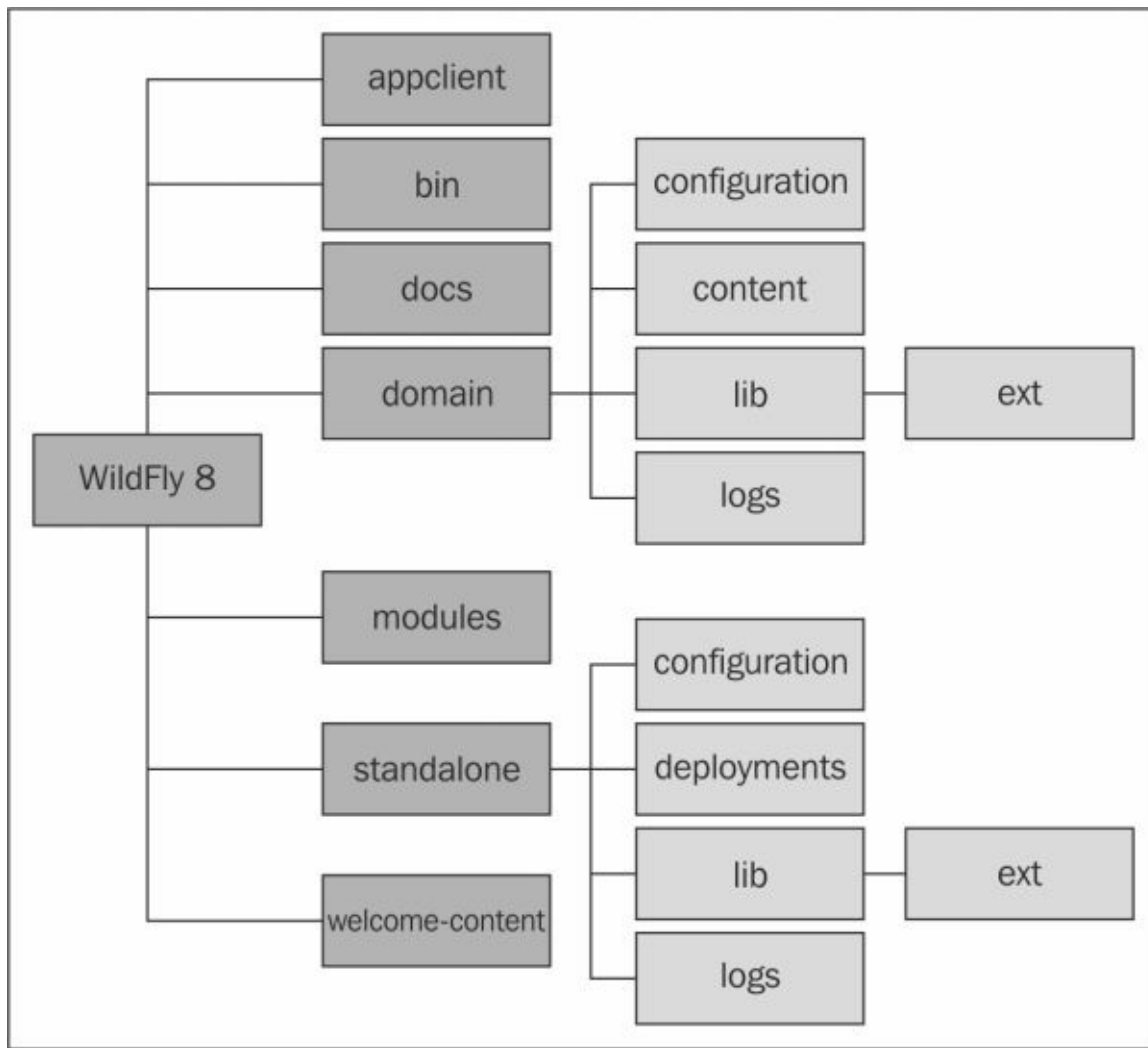 appclient
bin
configuration
docs
content
domain
lib
ext
WildFly 8
logs
modules
configuration
standalone
deployments
lib
ext
welcome-content
logs